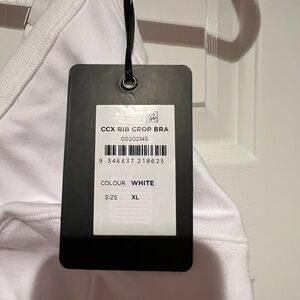 CCX RIB CROP BRA
00202145
9 346637 218625
COLOUR WHITE
SIZE XL